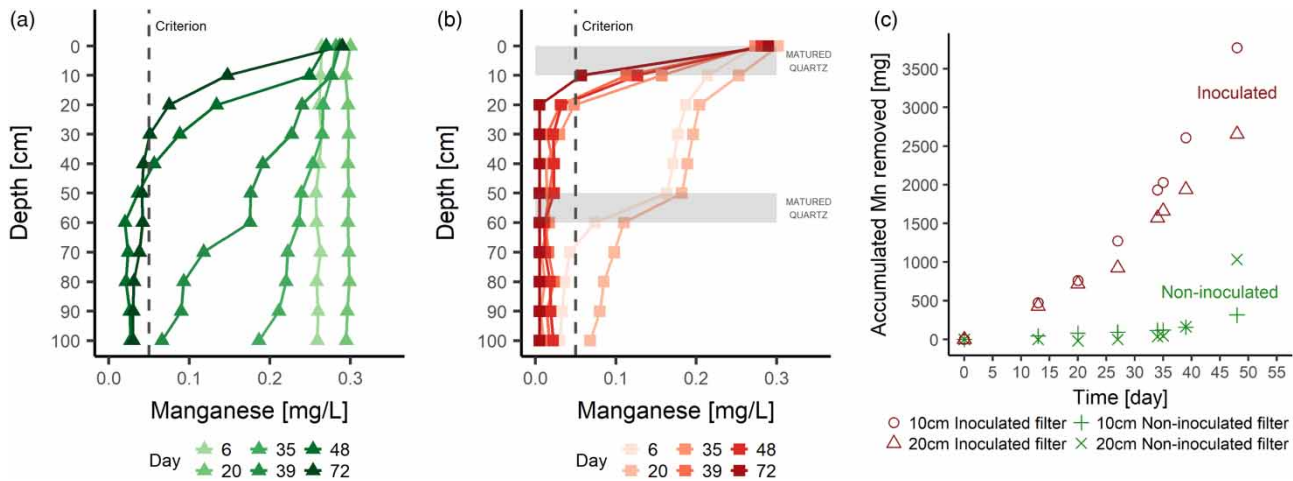 (a)
Criterion
0
10
20
30
40
50
60
70
80
90
100
Depth [cm]
0.0 0.1 0.2 0.3
Manganese [mg/L]
Day
6 35 48
20 39 72
(b)
Criterion
0
10
20
30
40
50
60
70
80
90
100
Depth [cm]
MATURED
QUARTZ
MATURED
QUARTZ
0.0 0.1 0.2 0.3
Manganese [mg/L]
Day
6 35 48
20 39 72
(c)
3500
3000
2500
2000
1500
1000
500
0
Accumulated Mn removed [mg]
Inoculated
Non-inoculated
0 5 10 15 20 25 30 35 40 45 50 55
Time [day]
10cm Inoculated filter 10cm Non-inoculated filter
20cm Inoculated filter 20cm Non-inoculated filter